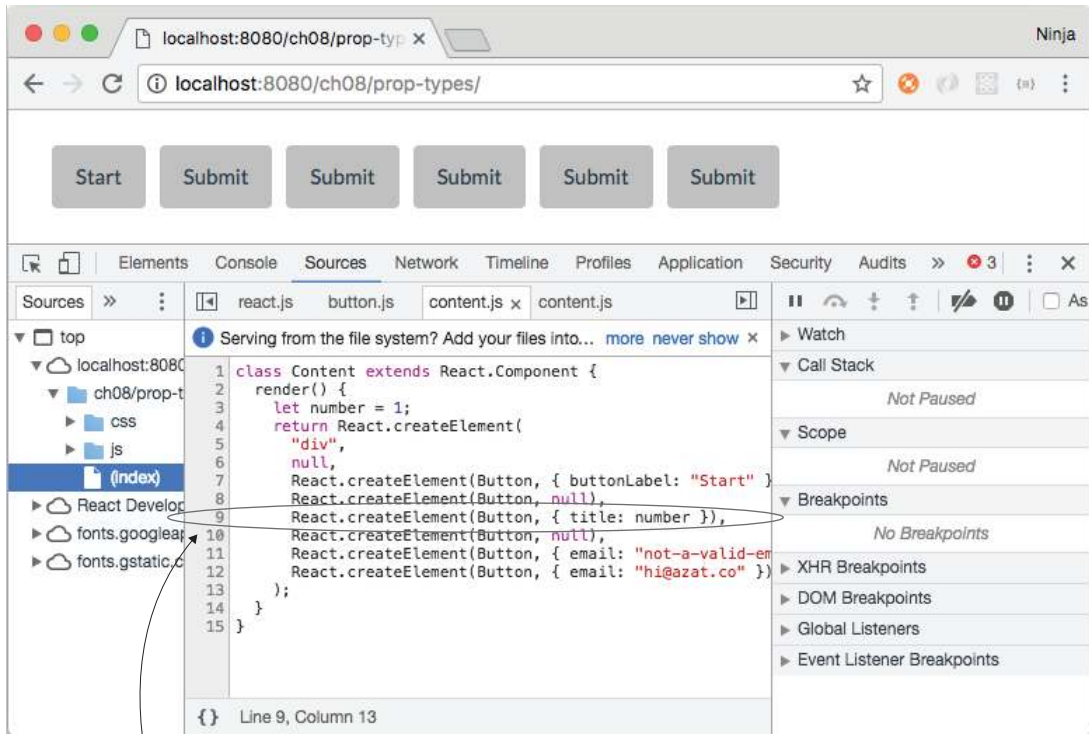 localhost:8080/ch08/prop-typ ×
Ninja
localhost:8080/ch08/prop-types/
Start Submit Submit Submit Submit Submit
Elements Console Sources Network Timeline Profiles Application Security Audits » 3
Sources »
react.js button.js content.js × content.js
As
top
localhost:8080
ch08/prop-t
css
js
(index)
React Develop
fonts.googleap
fonts.gstatic.c
Serving from the file system? Add your files into... more never show ×
1 class Content extends React.Component {
2 render() {
3 let number = 1;
4 return React.createElement(
5 "div",
6 null,
7 React.createElement(Button, { buttonLabel: "Start" }
8 React.createElement(Button, null),
9 React.createElement(Button, { title: number }),
10 React.createElement(Button, null),
11 React.createElement(Button, { email: "not-a-valid-em
12 React.createElement(Button, { email: "hi@azat.co" })
13 );
14 }
15 }
{} Line 9, Column 13
Watch
Call Stack
Not Paused
Scope
Not Paused
Breakpoints
No Breakpoints
XHR Breakpoints
DOM Breakpoints
Global Listeners
Event Listener Breakpoints